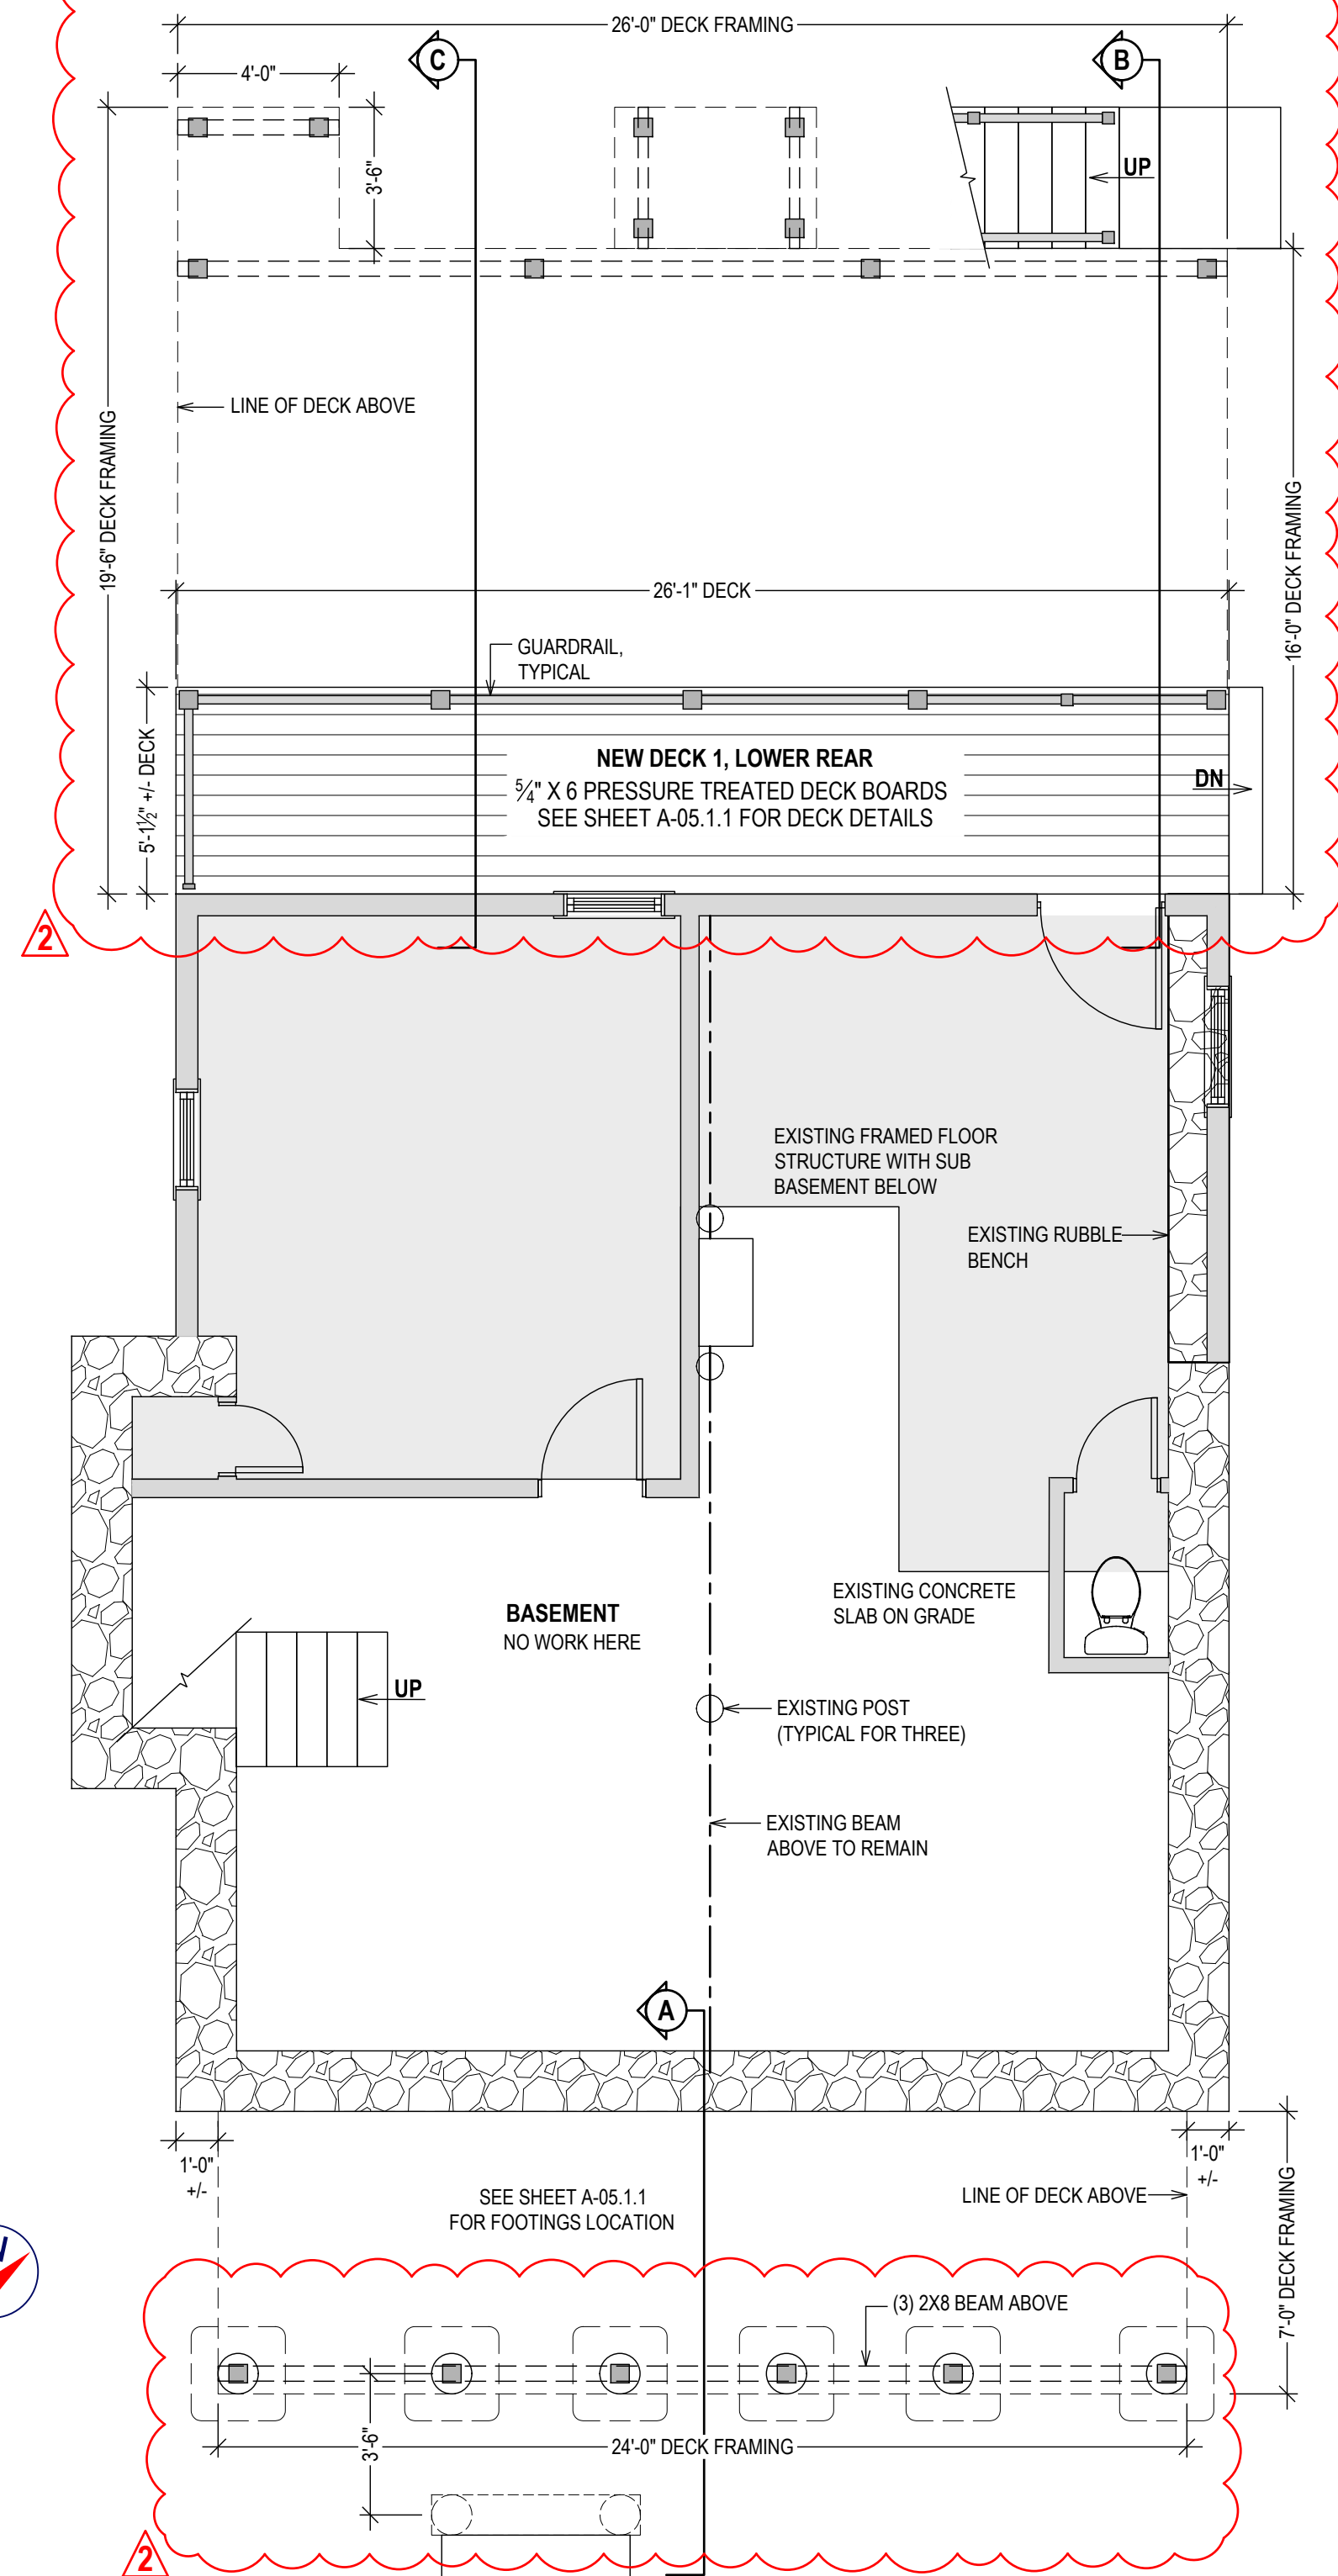 26'-0" DECK FRAMING
C
B
4'-0"
3'-6"
UP
LINE OF DECK ABOVE
19'-6" DECK FRAMING
16'-0" DECK FRAMING
26'-1" DECK
GUARDRAIL,
TYPICAL
5'-1½" +/- DECK
NEW DECK 1, LOWER REAR
5/4" X 6 PRESSURE TREATED DECK BOARDS
SEE SHEET A-05.1.1 FOR DECK DETAILS
DN
2
EXISTING FRAMED FLOOR
STRUCTURE WITH SUB
BASEMENT BELOW
EXISTING RUBBLE
BENCH
EXISTING CONCRETE
SLAB ON GRADE
BASEMENT
NO WORK HERE
UP
EXISTING POST
(TYPICAL FOR THREE)
EXISTING BEAM
ABOVE TO REMAIN
A
1'-0"
+/-
1'-0"
+/-
SEE SHEET A-05.1.1
FOR FOOTINGS LOCATION
LINE OF DECK ABOVE
7'-0" DECK FRAMING
(3) 2X8 BEAM ABOVE
3'-6"
24'-0" DECK FRAMING
2